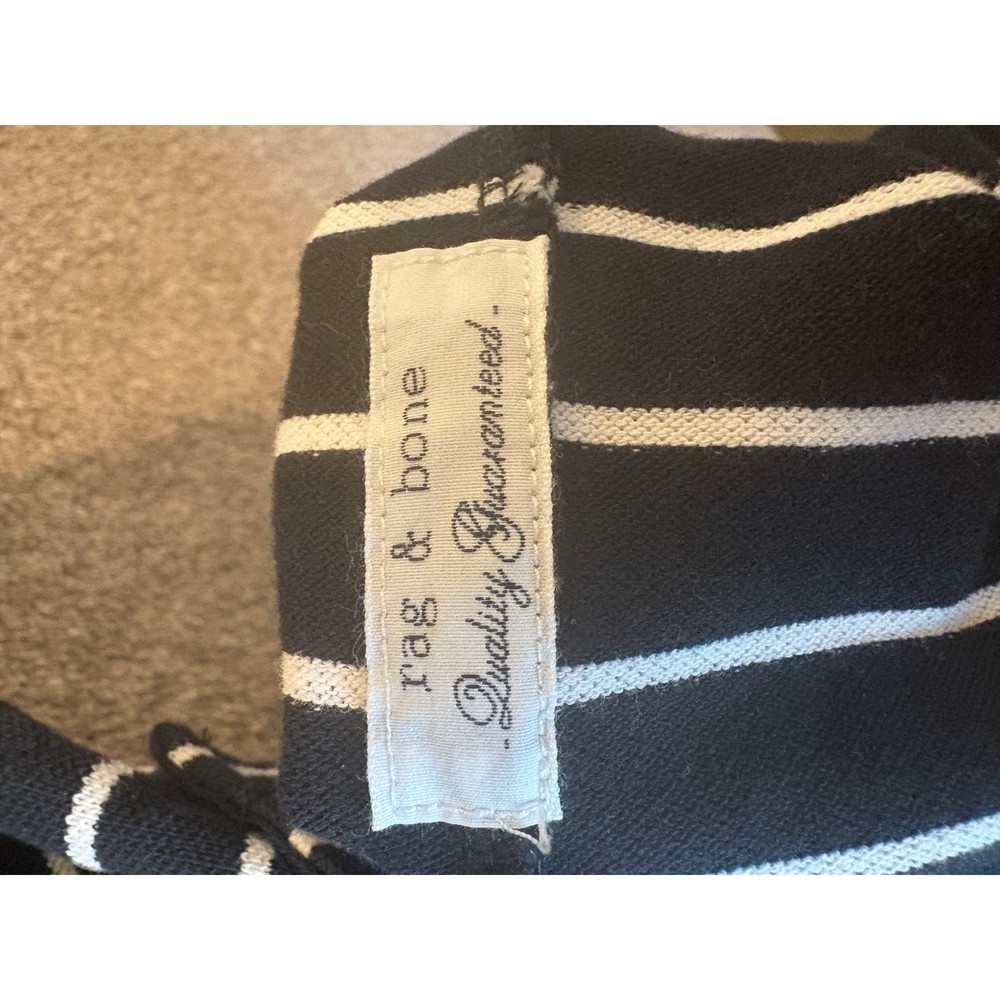 rag & bone
-Quality Guaranteed-